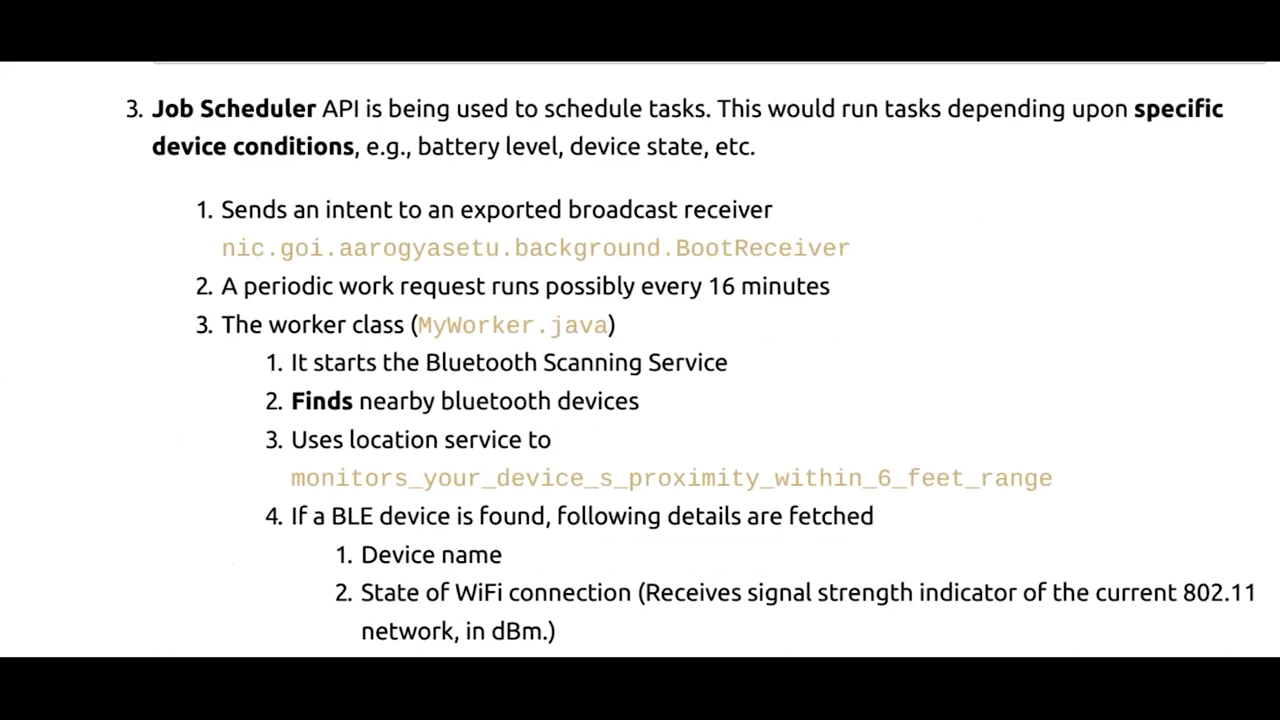 3. Job Scheduler API is being used to schedule tasks. This would run tasks depending upon specific
device conditions, e.g., battery level, device state, etc.
1. Sends an intent to an exported broadcast receiver
nic.goi.aarogyasetu.background.BootReceiver
2. A periodic work request runs possibly every 16 minutes
3. The worker class (MyWorker.java)
1. It starts the Bluetooth Scanning Service
2. Finds nearby bluetooth devices
3. Uses location service to
monitors_your_device_s_proximity_within_6_feet_range
4. If a BLE device is found, following details are fetched
1. Device name
2. State of WiFi connection (Receives signal strength indicator of the current 802.11
network, in dBm.)